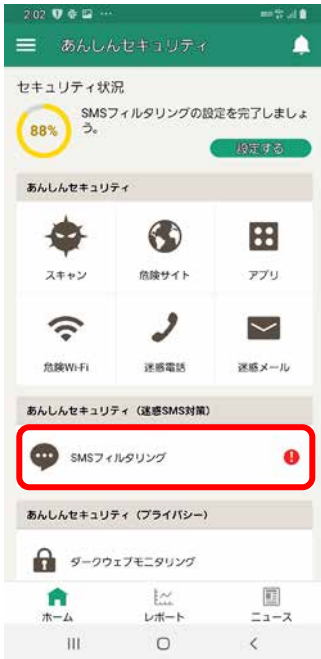 2:02
あんしんセキュリティ
セキュリティ状況
88%
SMSフィルタリングの設定を完了しましょ
う。
設定する
あんしんセキュリティ
スキャン 危険サイト アプリ
危険Wi-Fi 迷惑電話 迷惑メール
あんしんセキュリティ（迷惑SMS対策）
SMSフィルタリング
あんしんセキュリティ（プライバシー）
ダークウェブモニタリング
ホーム レポート ニュース